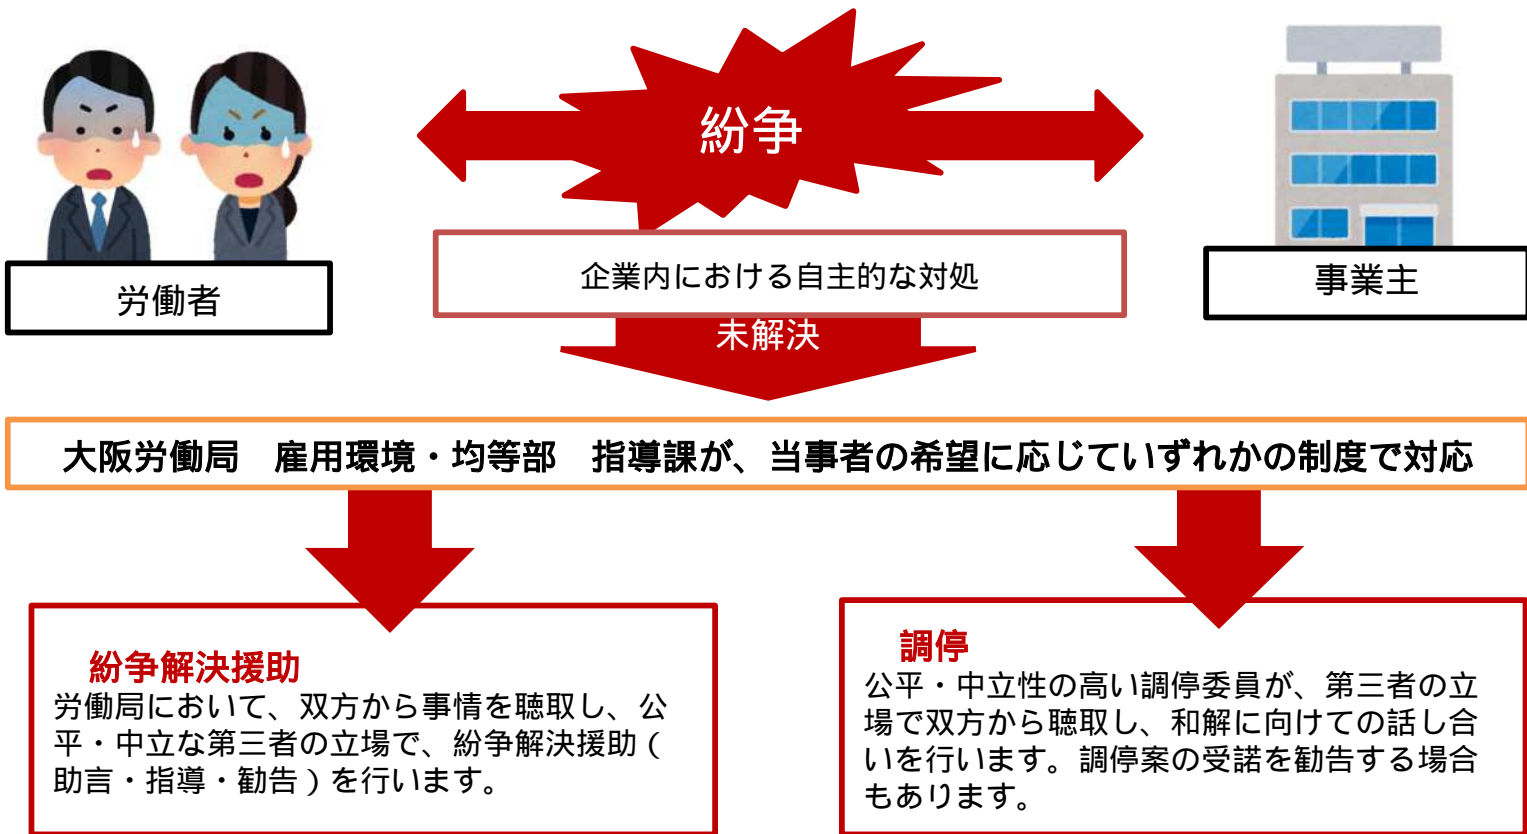 紛争
労働者
企業内における自主的な対処
事業主
未解決
大阪労働局　雇用環境・均等部　指導課が、当事者の希望に応じていずれかの制度で対応
紛争解決援助
労働局において、双方から事情を聴取し、公
平・中立な第三者の立場で、紛争解決援助（
助言・指導・勧告）を行います。
調停
公平・中立性の高い調停委員が、第三者の立
場で双方から聴取し、和解に向けての話し合
いを行います。調停案の受諾を勧告する場合
もあります。